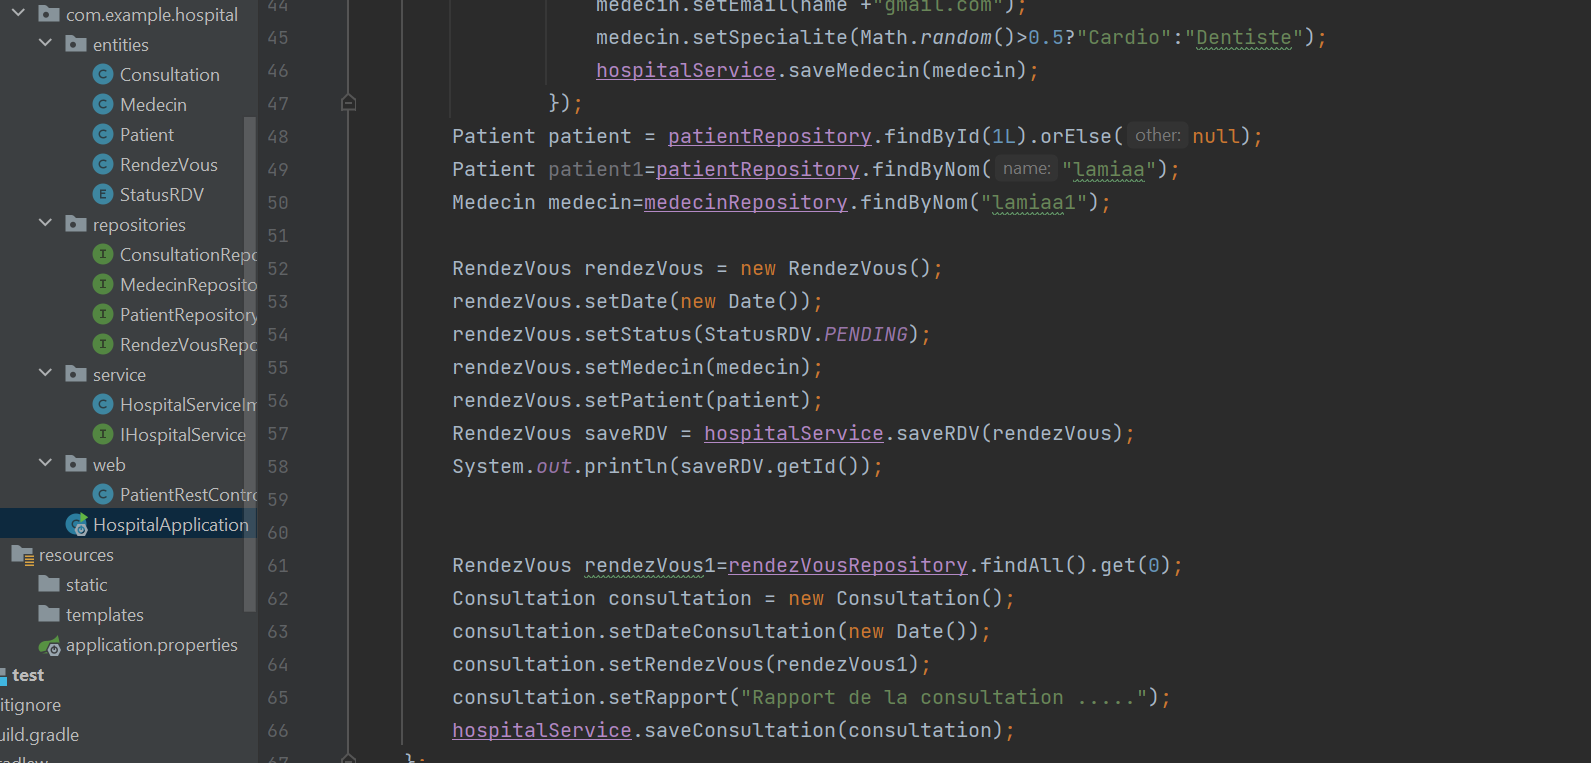 com.example.hospital
entities
Consultation
Medecin
Patient
RendezVous
StatusRDV
repositories
ConsultationRepo
MedecinReposito
PatientRepository
RendezVousRepo
service
HospitalServiceIm
IHospitalService
web
PatientRestContro
HospitalApplication
resources
static
templates
application.properties
test
itignore
uild.gradle
radlew
44 medecin.setEmail(name +"gmail.com");
45 medecin.setSpecialite(Math.random()>0.5?"Cardio":"Dentiste");
46 hospitalService.saveMedecin(medecin);
47 });
48 Patient patient = patientRepository.findById(1L).orElse( other: null);
49 Patient patient1=patientRepository.findByNom( name: "lamiaa");
50 Medecin medecin=medecinRepository.findByNom("lamiaa1");
51
52 RendezVous rendezVous = new RendezVous();
53 rendezVous.setDate(new Date());
54 rendezVous.setStatus(StatusRDV.PENDING);
55 rendezVous.setMedecin(medecin);
56 rendezVous.setPatient(patient);
57 RendezVous saveRDV = hospitalService.saveRDV(rendezVous);
58 System.out.println(saveRDV.getId());
59
60
61 RendezVous rendezVous1=rendezVousRepository.findAll().get(0);
62 Consultation consultation = new Consultation();
63 consultation.setDateConsultation(new Date());
64 consultation.setRendezVous(rendezVous1);
65 consultation.setRapport("Rapport de la consultation .....");
66 hospitalService.saveConsultation(consultation);
67 };